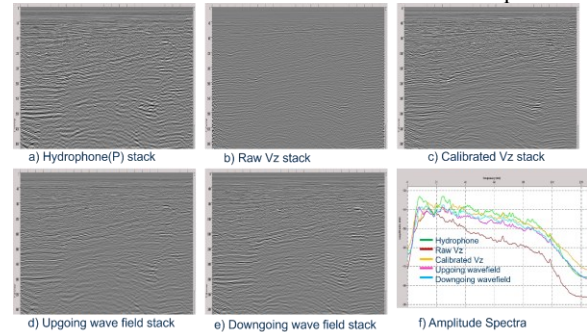 a) Hydrophone(P) stack
b) Raw Vz stack
c) Calibrated Vz stack
Hydrophone
Raw Vz
Calibrated Vz
Upgoing wavefield
Downgoing wavefield
d) Upgoing wave field stack
e) Downgoing wave field stack
f) Amplitude Spectra